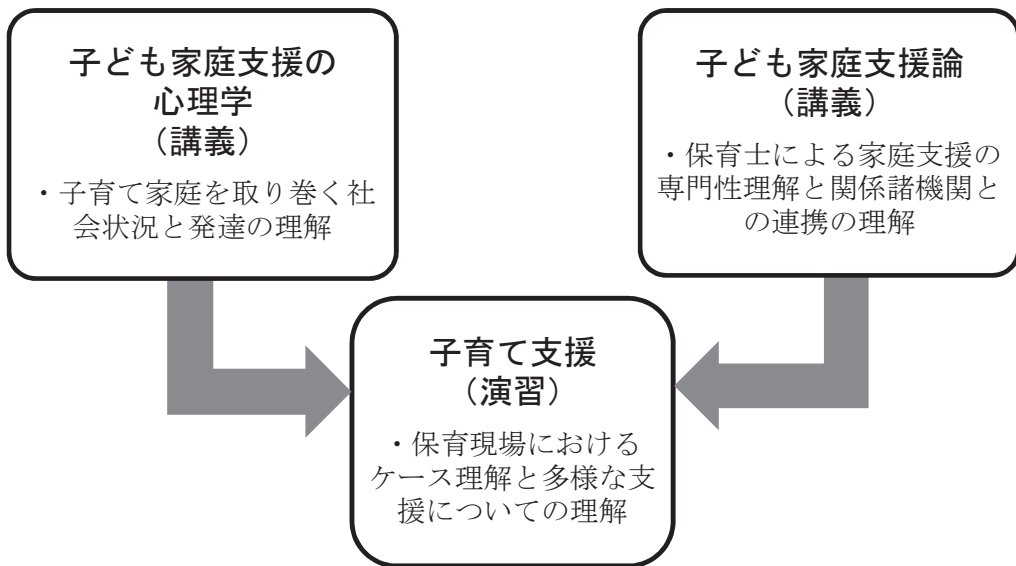 子ども家庭支援の
心理学
（講義）
・子育て家庭を取り巻く社
会状況と発達の理解
子ども家庭支援論
（講義）
・保育士による家庭支援の
専門性理解と関係諸機関と
の連携の理解
子育て支援
（演習）
・保育現場における
ケース理解と多様な支
援についての理解